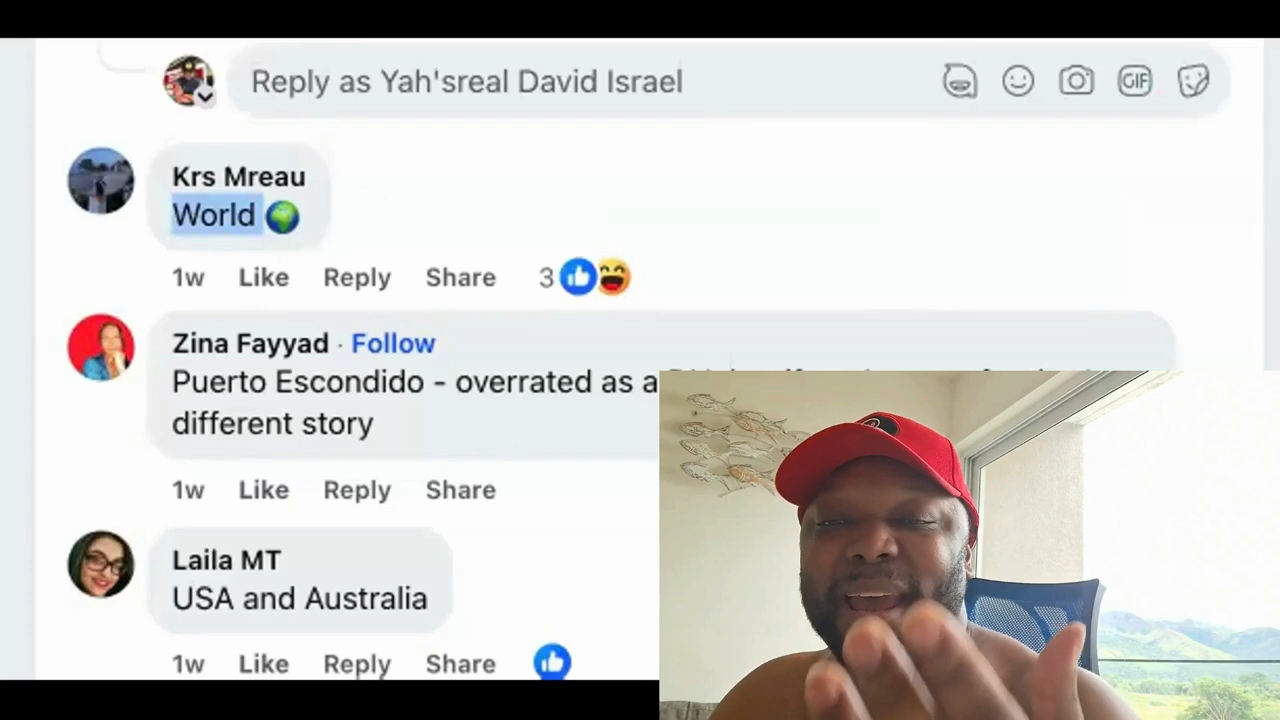 Reply as Yah'sreal David Israel
GIF
Krs Mreau
World
1w Like Reply Share 3
Zina Fayyad · Follow
Puerto Escondido - overrated as a
different story
1w Like Reply Share
Laila MT
USA and Australia
1w Like Reply Share